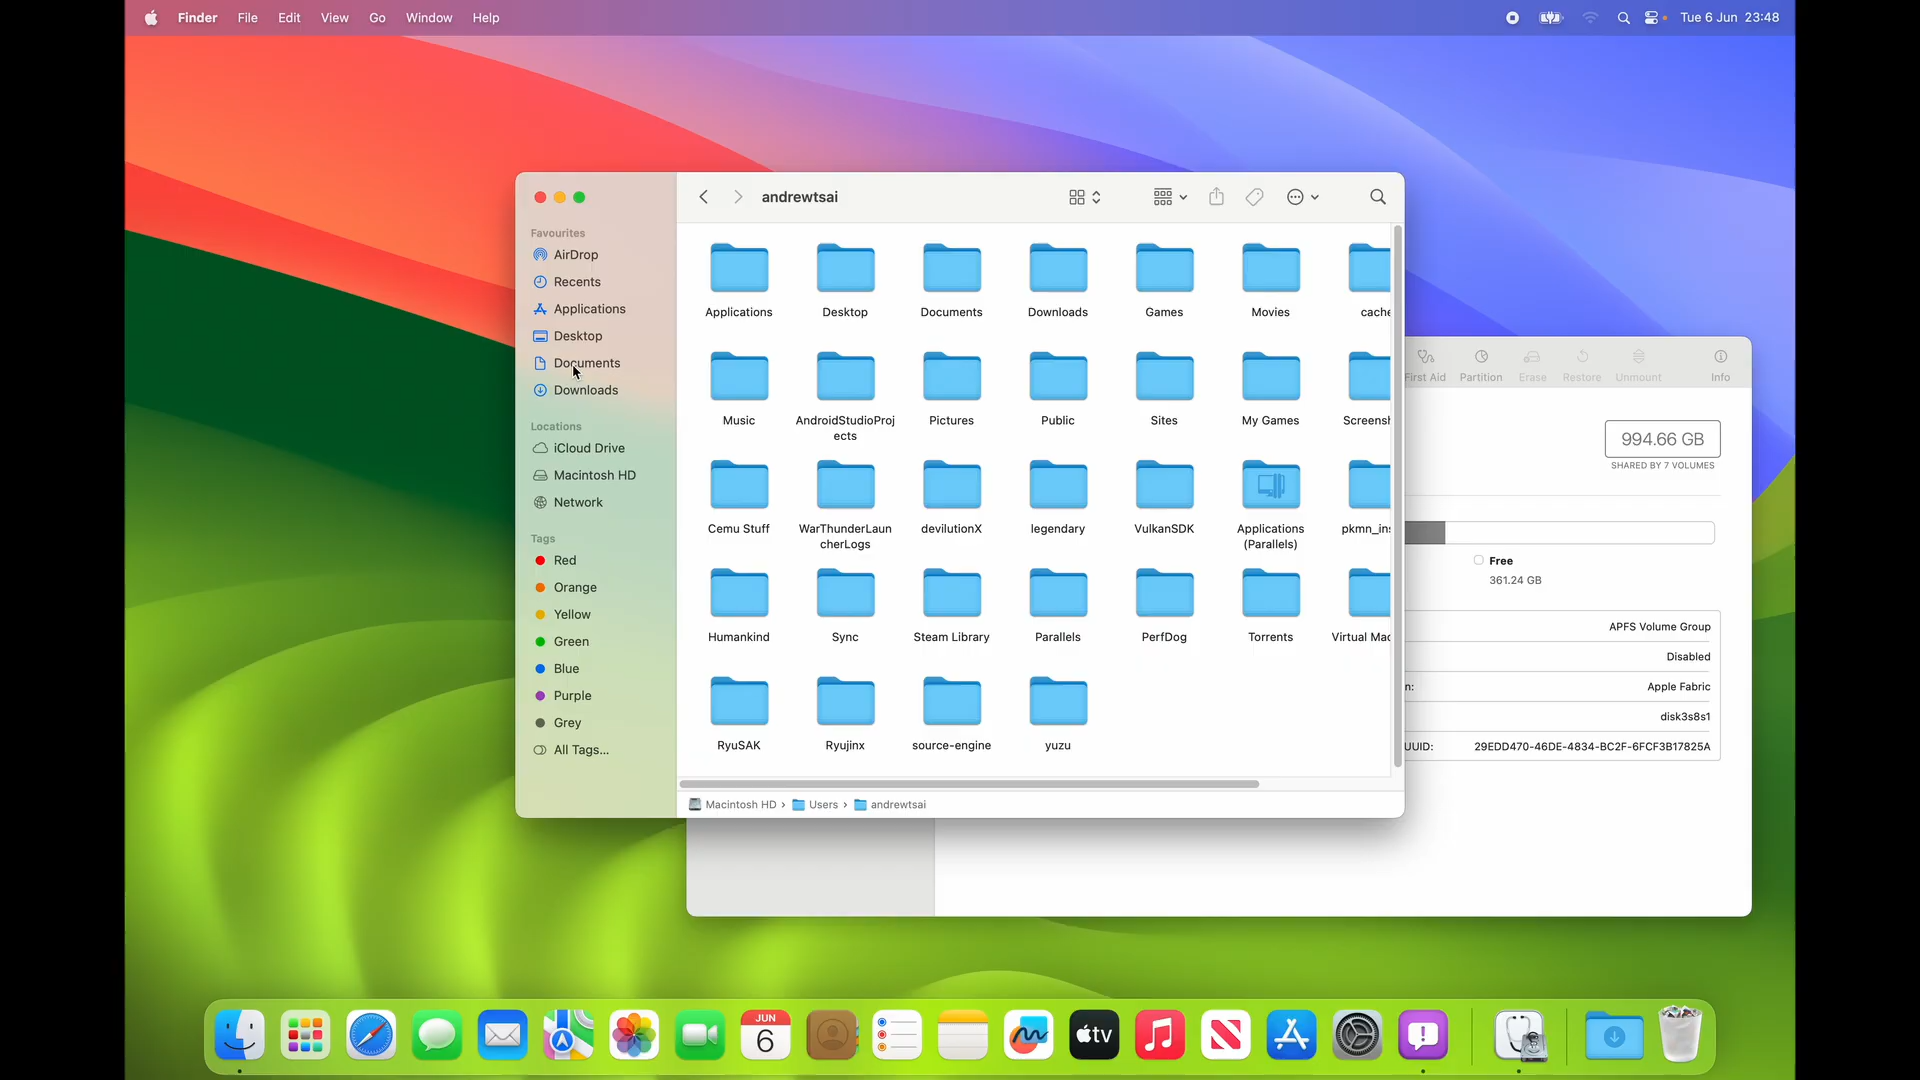 Finder File Edit View Go Window Help Tue 6 Jun 23:48
andrewtsai
Favourites
AirDrop
Recents
Applications
Desktop
Documents
Downloads
Locations
iCloud Drive
Macintosh HD
Network
Tags
Red
Orange
Yellow
Green
Blue
Purple
Grey
All Tags...
Applications Desktop Documents Downloads Games Movies cache
Music AndroidStudioProj
ects Pictures Public Sites My Games Screensh
Cemu Stuff WarThunderLaun
cherLogs devilutionX legendary VulkanSDK Applications
(Parallels) pkmn_ins
Humankind Sync Steam Library Parallels PerfDog Torrents Virtual Mac
RyuSAK Ryujinx source-engine yuzu
Macintosh HD › Users › andrewtsai
First Aid Partition Erase Restore Unmount Info
994.66 GB
SHARED BY 7 VOLUMES
Free
361.24 GB
APFS Volume Group
Disabled
n: Apple Fabric
disk3s8s1
UUID: 29EDD470-46DE-4834-BC2F-6FCF3B17825A
JUN
6
tv